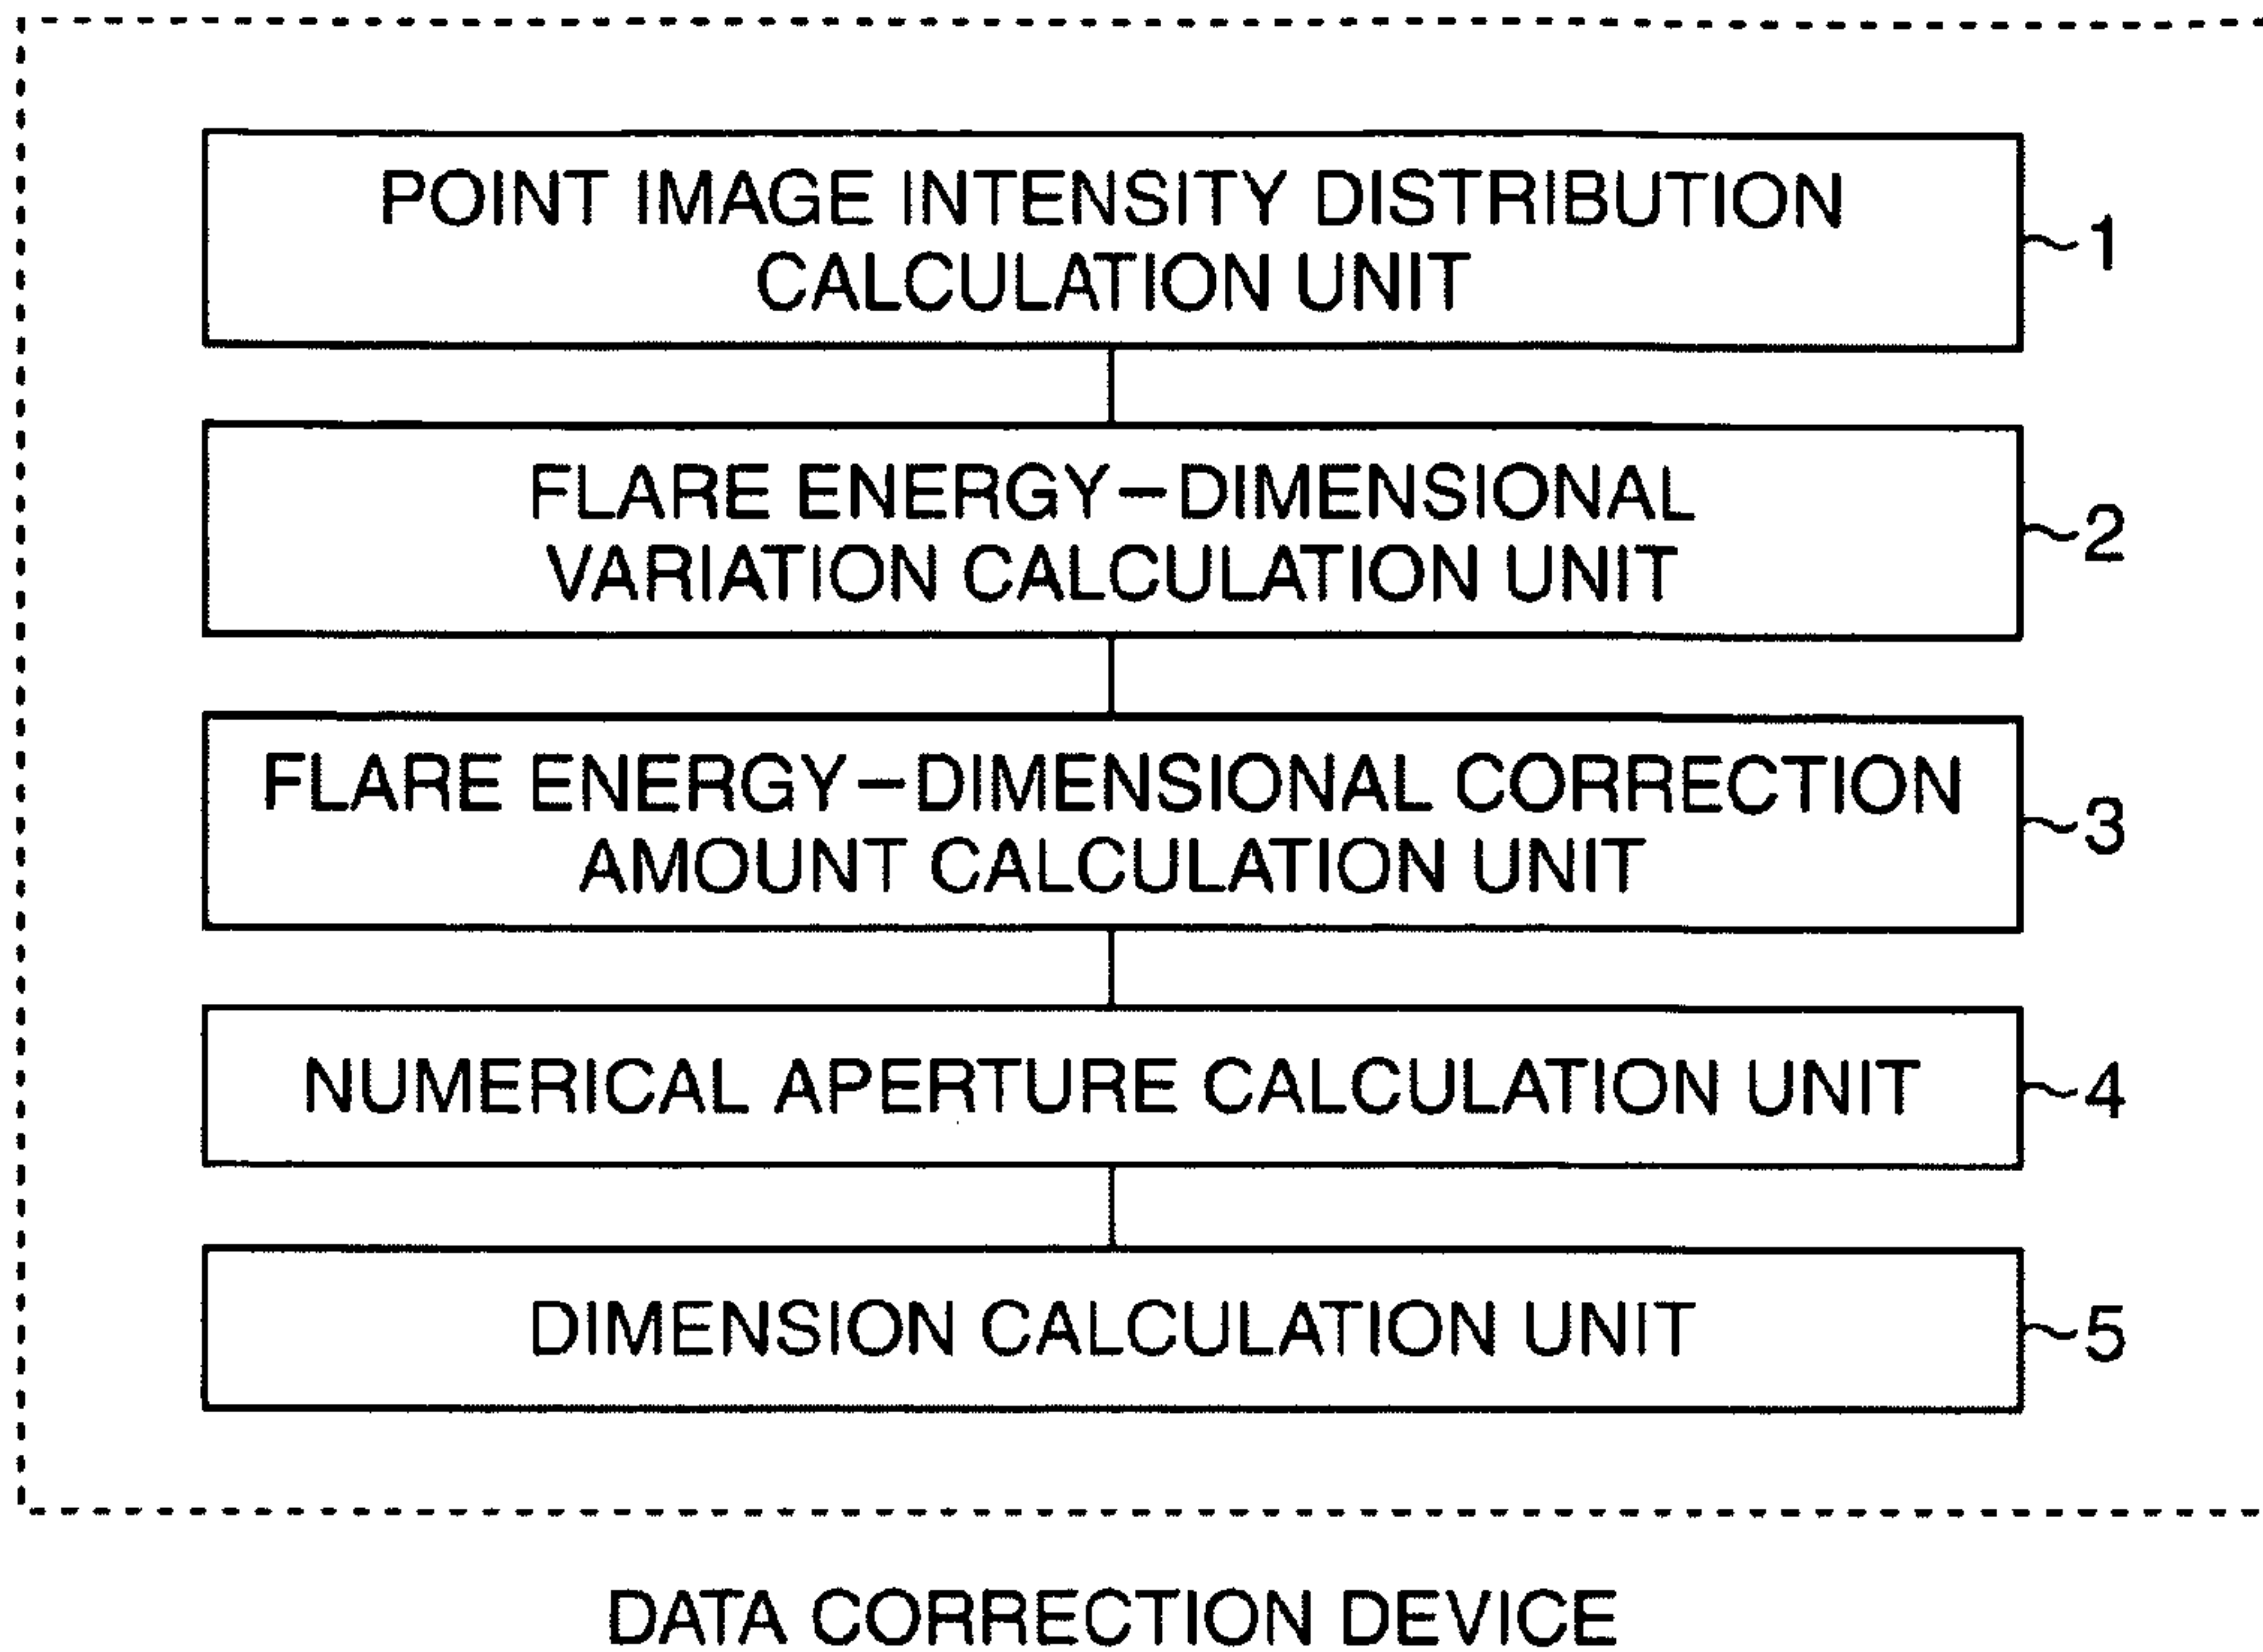 POINT IMAGE INTENSITY DISTRIBUTION
CALCULATION UNIT
1
FLARE ENERGY–DIMENSIONAL
VARIATION CALCULATION UNIT
2
FLARE ENERGY–DIMENSIONAL CORRECTION
AMOUNT CALCULATION UNIT
3
NUMERICAL APERTURE CALCULATION UNIT
4
DIMENSION CALCULATION UNIT
5
DATA CORRECTION DEVICE